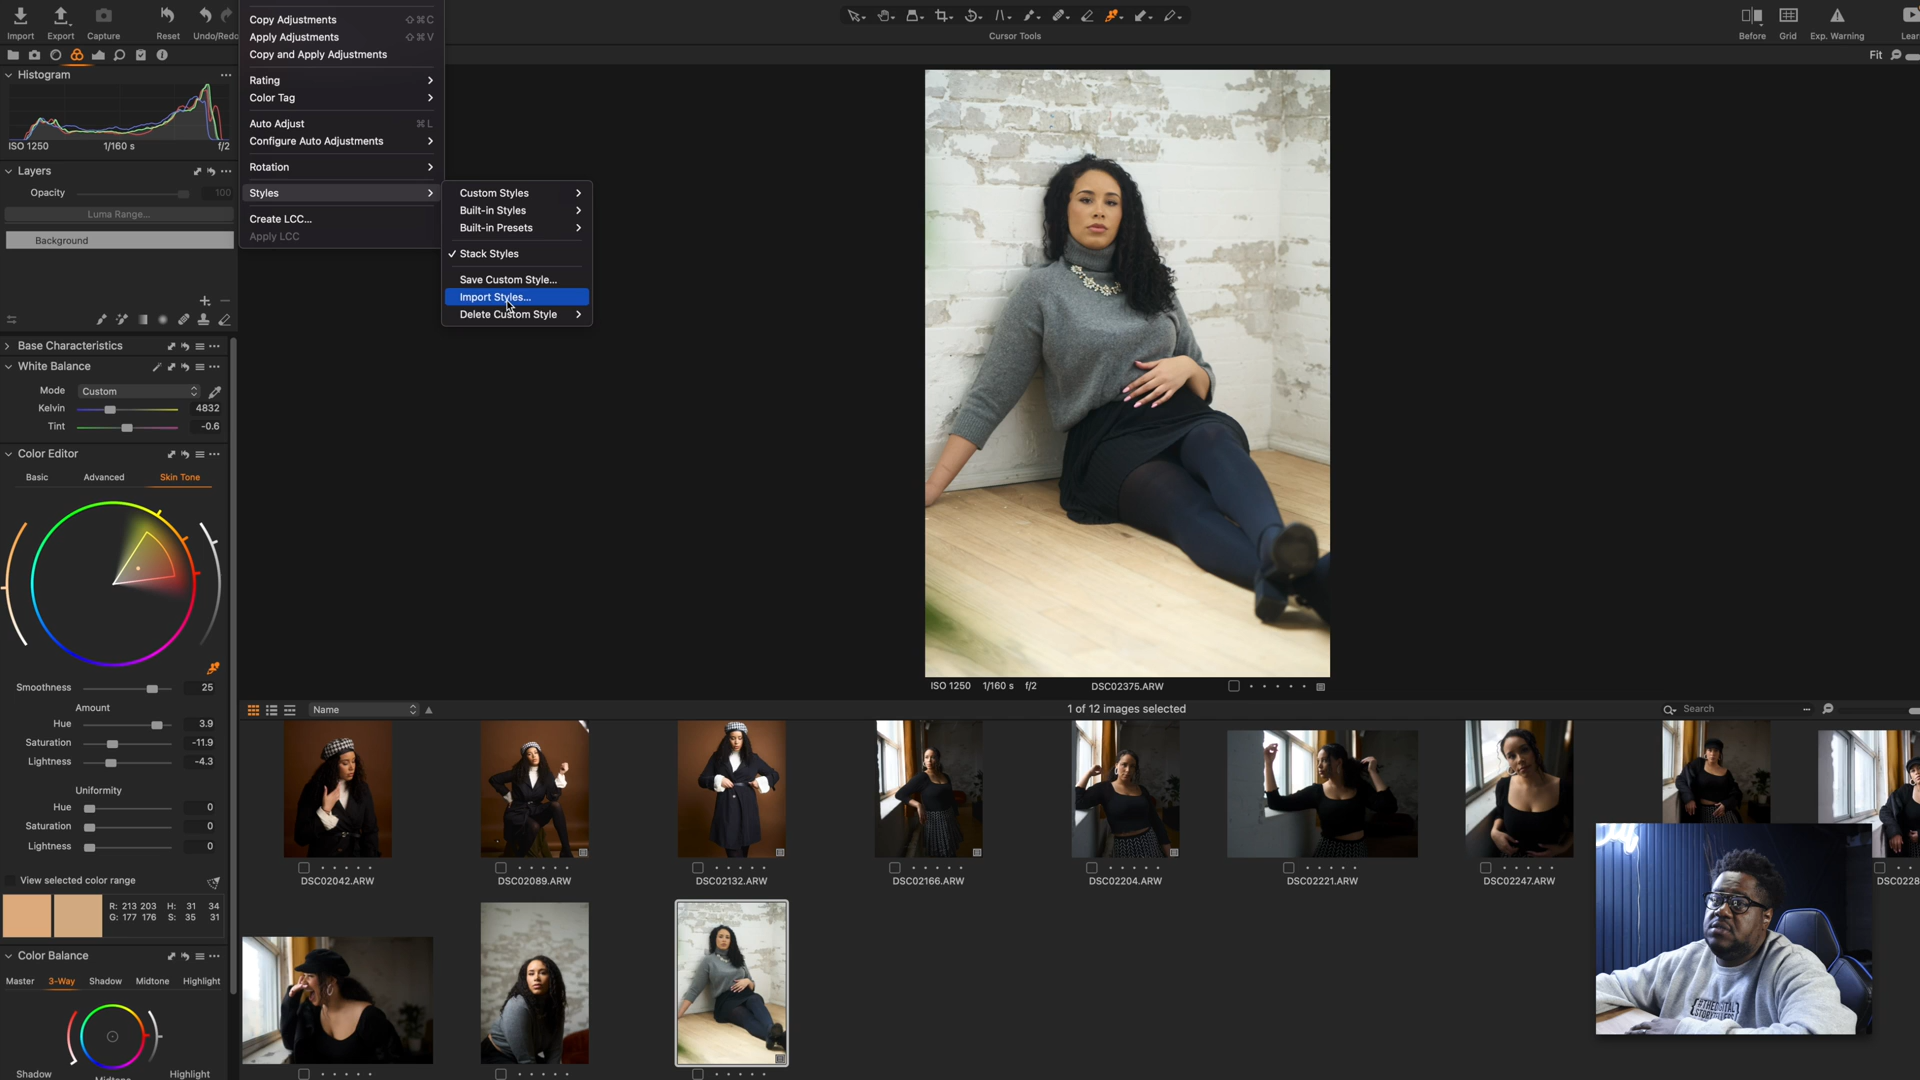 Import
Export
Capture
Reset
Undo/Redo
Copy Adjustments ⇧⌘C
Apply Adjustments ⇧⌘V
Copy and Apply Adjustments
Rating
Color Tag
Auto Adjust ⌘L
Configure Auto Adjustments
Rotation
Styles
Create LCC...
Apply LCC
Custom Styles
Built-in Styles
Built-in Presets
✓ Stack Styles
Save Custom Style...
Import Styles...
Delete Custom Style
Cursor Tools
Before
Grid
Exp. Warning
Lear
Fit
Histogram
ISO 1250 1/160 s f/2
Layers
Opacity 100
Luma Range...
Background
Base Characteristics
White Balance
Mode Custom
Kelvin 4832
Tint -0.6
Color Editor
Basic Advanced Skin Tone
Smoothness 25
Amount
Hue 3.9
Saturation -11.9
Lightness -4.3
Uniformity
Hue 0
Saturation 0
Lightness 0
View selected color range
R: 213 203 H: 31 34
G: 177 176 S: 35 31
Color Balance
Master 3-Way Shadow Midtone Highlight
Shadow Midtone Highlight
ISO 1250 1/160 s f/2 DSC02375.ARW
Name
1 of 12 images selected
Search
DSC02042.ARW
DSC02089.ARW
DSC02132.ARW
DSC02166.ARW
DSC02204.ARW
DSC02221.ARW
DSC02247.ARW
DSC0228
{#THEDIGITAL
STORYTELLERS